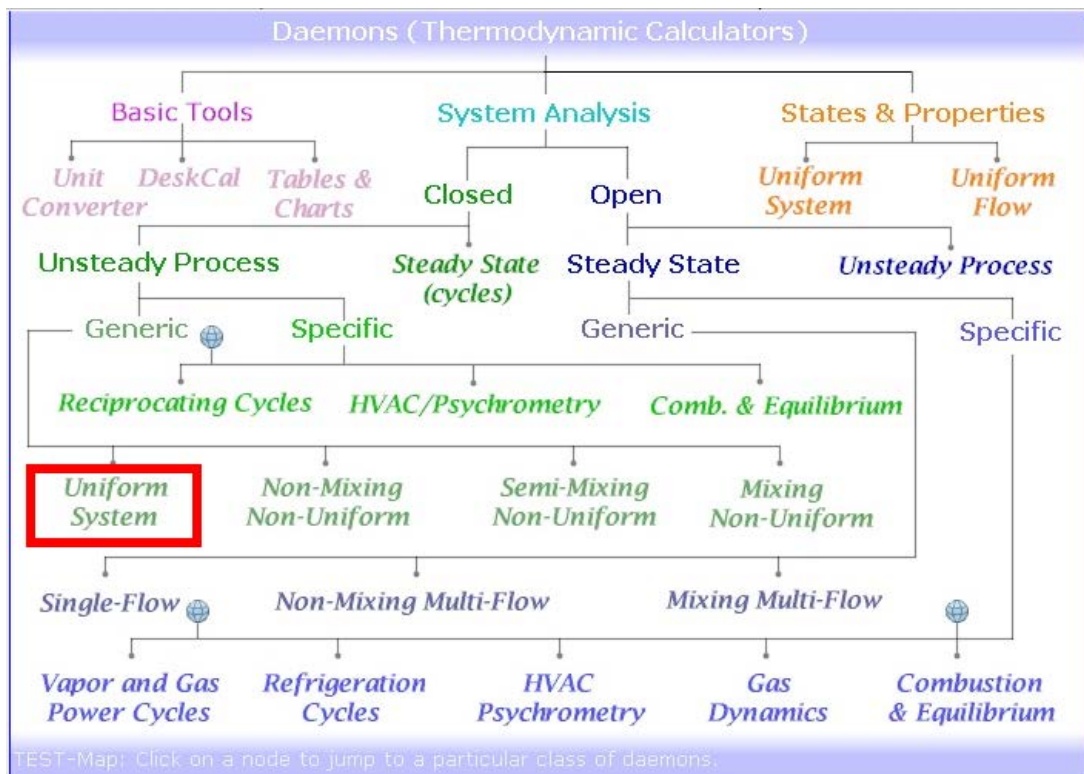 Daemons (Thermodynamic Calculators)
Basic Tools
System Analysis
States & Properties
Unit
Converter
DeskCal
Tables &
Charts
Closed
Open
Uniform
System
Uniform
Flow
Unsteady Process
Steady State
(cycles)
Steady State
Unsteady Process
Generic
Specific
Generic
Specific
Reciprocating Cycles
HVAC/Psychrometry
Comb. & Equilibrium
Uniform
System
Non-Mixing
Non-Uniform
Semi-Mixing
Non-Uniform
Mixing
Non-Uniform
Single-Flow
Non-Mixing Multi-Flow
Mixing Multi-Flow
Vapor and Gas
Power Cycles
Refrigeration
Cycles
HVAC
Psychrometry
Gas
Dynamics
Combustion
& Equilibrium
TEST-Map: Click on a node to jump to a particular class of daemons.